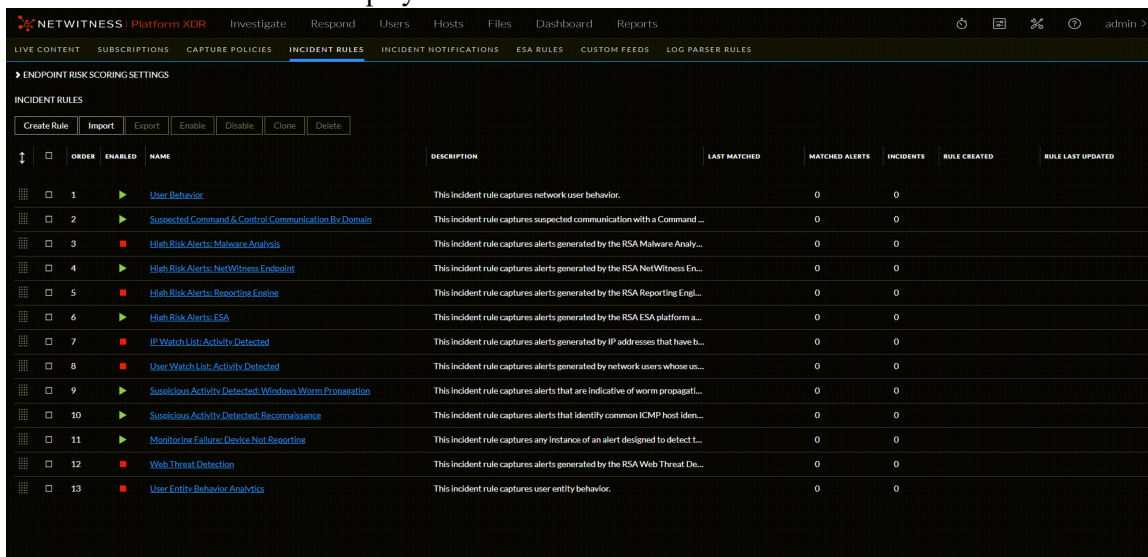 NETWITNESS Platform XDR Investigate Respond Users Hosts Files Dashboard Reports admin >
LIVE CONTENT SUBSCRIPTIONS CAPTURE POLICIES INCIDENT RULES INCIDENT NOTIFICATIONS ESA RULES CUSTOM FEEDS LOG PARSER RULES
ENDPOINT RISK SCORING SETTINGS
INCIDENT RULES
Create Rule Import Export Enable Disable Clone Delete
ORDER ENABLED NAME DESCRIPTION LAST MATCHED MATCHED ALERTS INCIDENTS RULE CREATED RULE LAST UPDATED
1 User Behavior This incident rule captures network user behavior. 0 0
2 Suspected Command & Control Communication By Domain This incident rule captures suspected communication with a Command ... 0 0
3 High Risk Alerts: Malware Analysis This incident rule captures alerts generated by the RSA Malware Analy... 0 0
4 High Risk Alerts: NetWitness Endpoint This incident rule captures alerts generated by the RSA NetWitness En... 0 0
5 High Risk Alerts: Reporting Engine This incident rule captures alerts generated by the RSA Reporting Engi... 0 0
6 High Risk Alerts: ESA This incident rule captures alerts generated by the RSA ESA platform a... 0 0
7 IP Watch List: Activity Detected This incident rule captures alerts generated by IP addresses that have b... 0 0
8 User Watch List: Activity Detected This incident rule captures alerts generated by network users whose us... 0 0
9 Suspicious Activity Detected: Windows Worm Propagation This incident rule captures alerts that are indicative of worm propagati... 0 0
10 Suspicious Activity Detected: Reconnaissance This incident rule captures alerts that identify common ICMP host iden... 0 0
11 Monitoring Failure: Device Not Reporting This incident rule captures any instance of an alert designed to detect t... 0 0
12 Web Threat Detection This incident rule captures alerts generated by the RSA Web Threat De... 0 0
13 User Entity Behavior Analytics This incident rule captures user entity behavior. 0 0